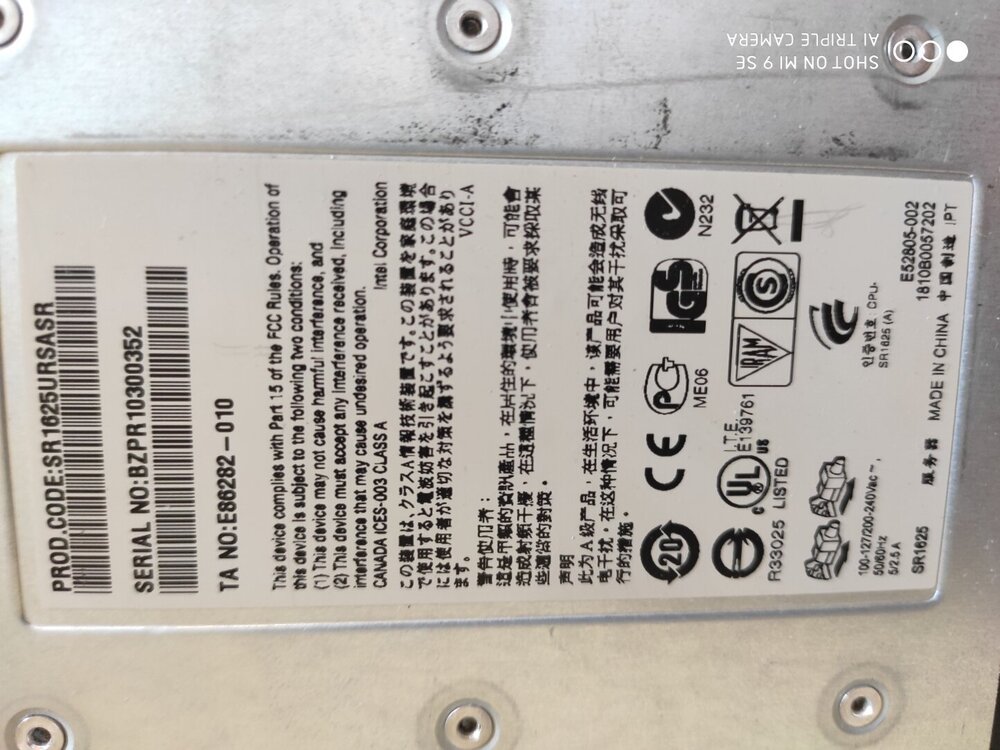 PROD.CODE:SR1625URSASR
SERIAL NO:BZPR10300352
TA NO:E86282-010
This device complies with Part 15 of the FCC Rules. Operation of
this device is subject to the following two conditions:
(1) This device may not cause harmful interference, and
(2) This device must accept any interference received, including
interference that may cause undesired operation.
CANADA ICES-003 CLASS A Intel Corporation
この装置は、クラスA情報技術装置です。この装置を家庭環境
で使用すると電波妨害を引き起こすことがあります。この場合
には使用者が適切な対策を講ずるよう要求されることがあり
ます。 VCCI-A
警告使用者：
這是甲類的資訊產品，在居住的環境中使用時，可能會
造成射頻干擾，在這種情況下，使用者會被要求採取某
些適當的對策。
声明
此为A级产品，在生活环境中，该产品可能会造成无线
电干扰。在这种情况下，可能需要用户对其干扰采取可
行的措施。
20
CE
PCT
ME06
GS
N232
R33025
UL
US
LISTED
I.T.E.
E139761
IRAM
S
100-127/200-240Vac~,
50/60Hz
5/2.5 A
인증번호: CPU-
SR1625 (A)
SR1625
服务器
MADE IN CHINA 中国制造 IPT
E52805-002
1810B0057202
SHOT ON MI 9 SE
AI TRIPLE CAMERA